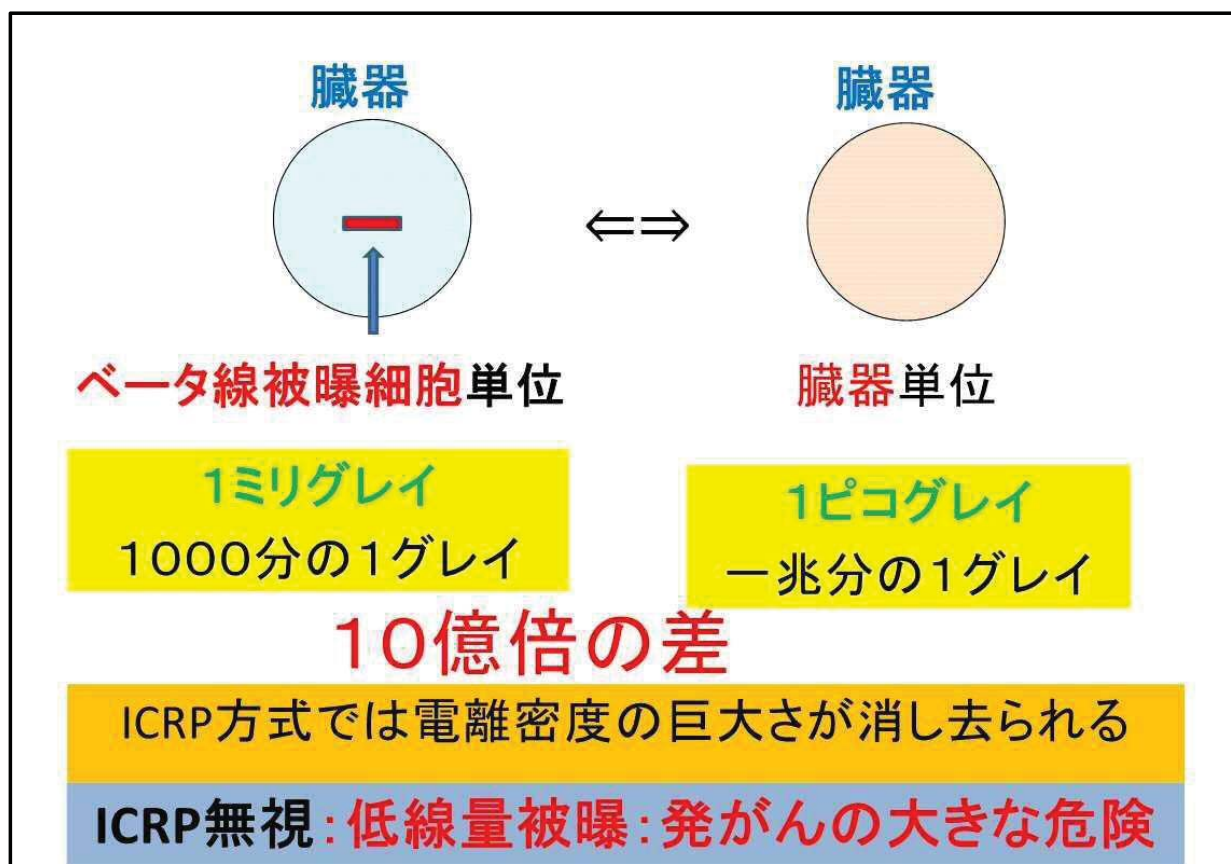 臓器
臓器
⇐⇒
ベータ線被曝細胞単位
臓器単位
1ミリグレイ
1000分の1グレイ
1ピコグレイ
一兆分の1グレイ
10億倍の差
ICRP方式では電離密度の巨大さが消し去られる
ICRP無視:低線量被曝:発がんの大きな危険